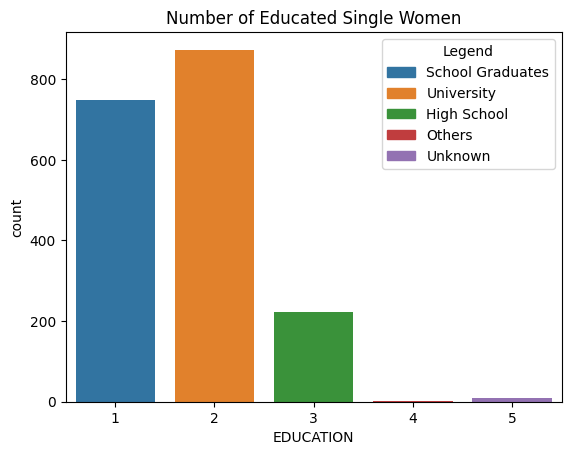 Number of Educated Single Women
Legend
School Graduates
University
High School
Others
Unknown
count
800
600
400
200
0
1 2 3 4 5
EDUCATION